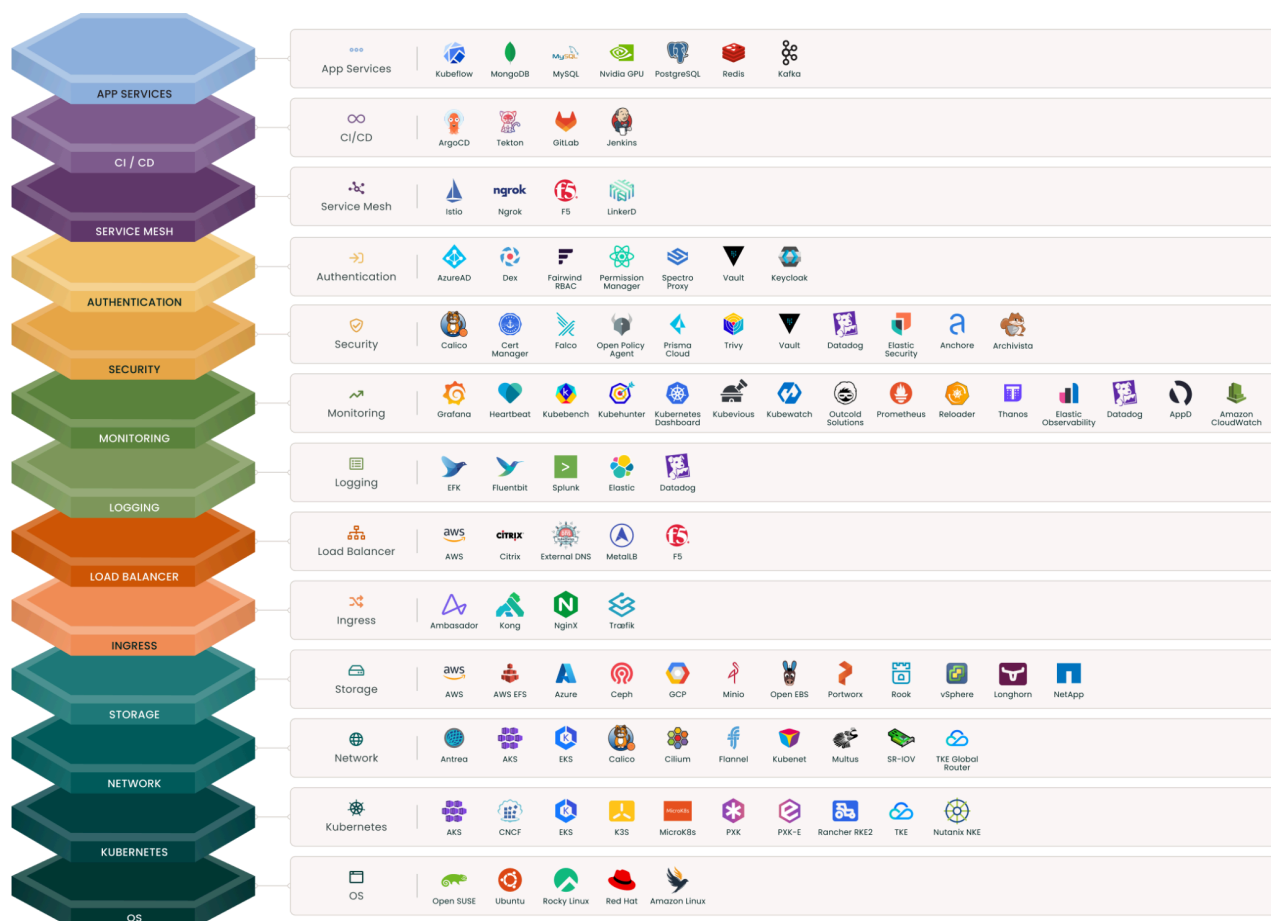 APP SERVICES
App Services
Kubeflow MongoDB MySQL Nvidia GPU PostgreSQL Redis Kafka
MySQL
CI / CD
CI/CD
ArgoCD Tekton GitLab Jenkins
SERVICE MESH
Service Mesh
ngrok f5
Istio Ngrok F5 LinkerD
AUTHENTICATION
Authentication
AzureAD Dex Fairwind RBAC Permission Manager Spectro Proxy Vault Keycloak
SECURITY
Security
Calico Cert Manager Falco Open Policy Agent Prisma Cloud Trivy Vault Datadog Elastic Security Anchore Archivista
MONITORING
Monitoring
Grafana Heartbeat Kubebench Kubehunter Kubernetes Dashboard Kubevious Kubewatch Outcold Solutions Prometheus Reloader Thanos Elastic Observability Datadog AppD Amazon CloudWatch
LOGGING
Logging
EFK Fluentbit Splunk Elastic Datadog
LOAD BALANCER
Load Balancer
aws citrix f5
AWS Citrix External DNS MetalLB F5
INGRESS
Ingress
Ambasador Kong NginX Træfik
STORAGE
Storage
aws
AWS AWS EFS Azure Ceph GCP Minio Open EBS Portworx Rook vSphere Longhorn NetApp
NETWORK
Network
Antrea AKS EKS Calico Cilium Flannel Kubenet Multus SR-IOV TKE Global Router
KUBERNETES
Kubernetes
MicroK8s
AKS CNCF EKS K3S MicroK8s PXK PXK-E Rancher RKE2 TKE Nutanix NKE
OS
OS
Open SUSE Ubuntu Rocky Linux Red Hat Amazon Linux